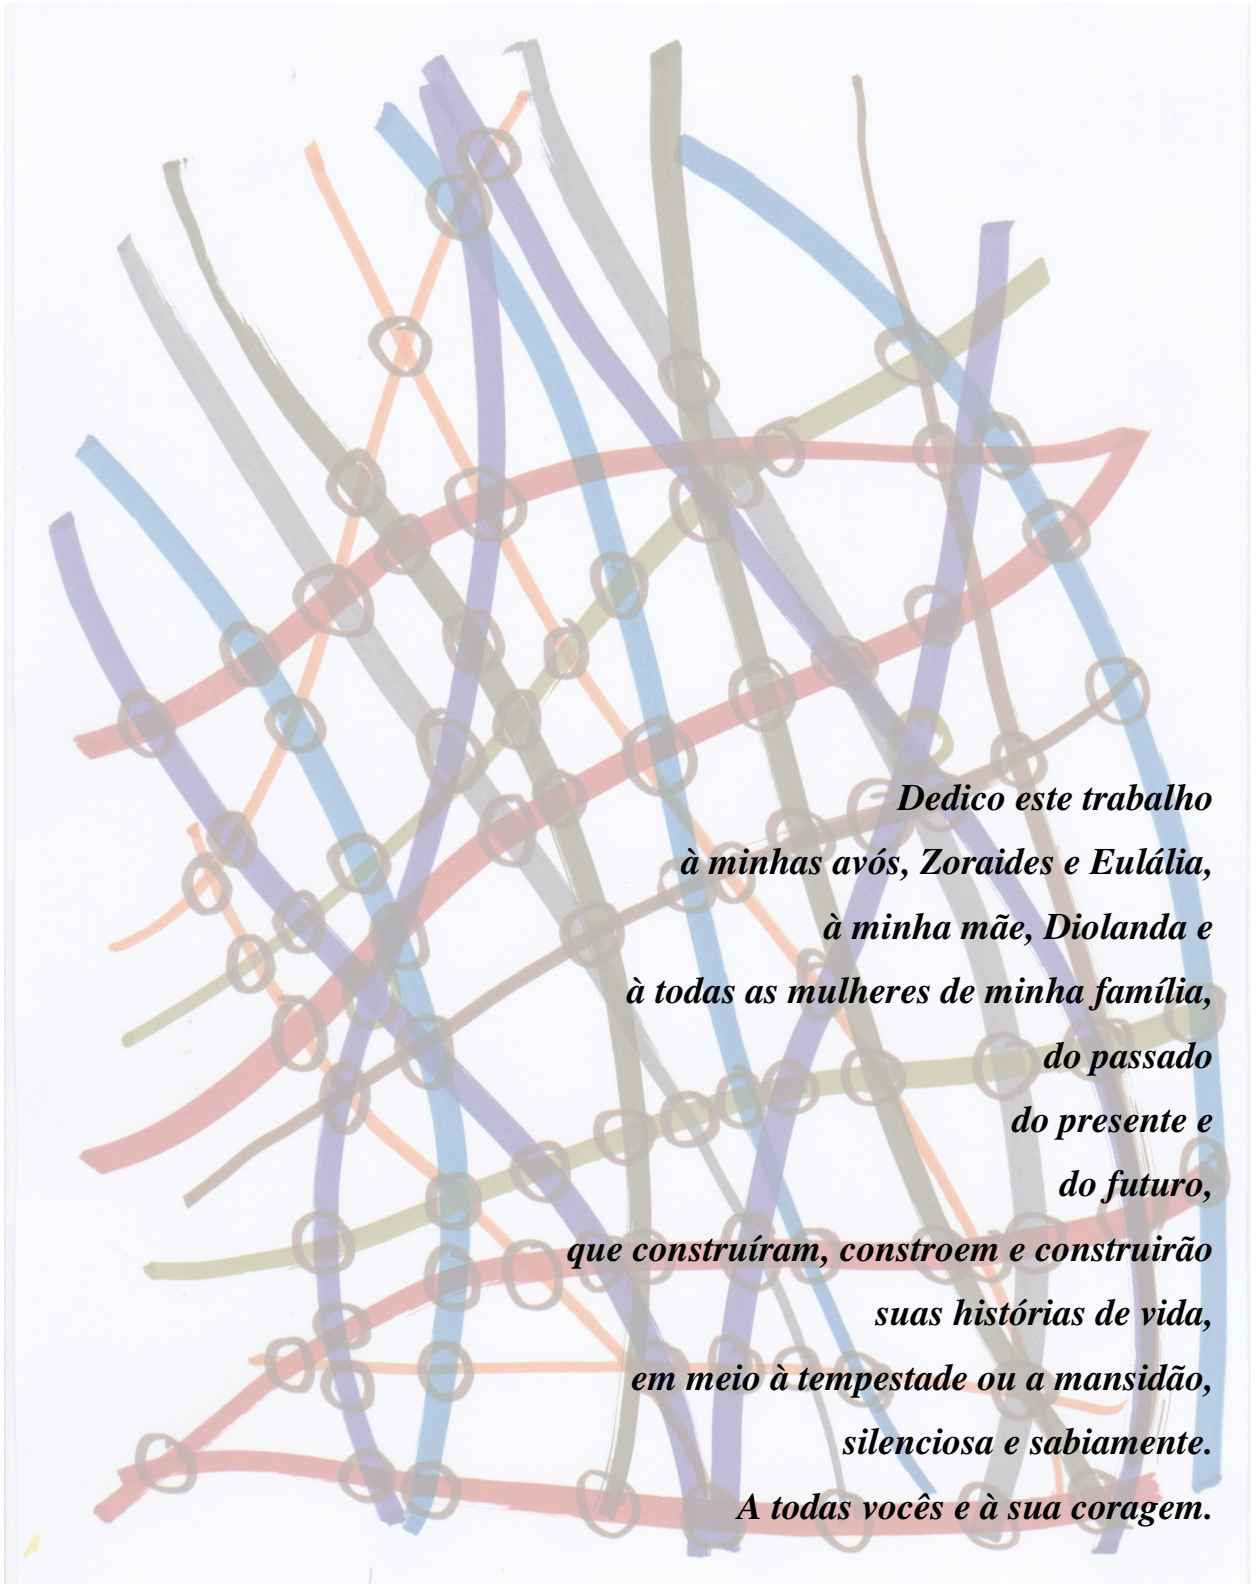 Dedico este trabalho
à minhas avós, Zoraides e Eulália,
à minha mãe, Diolanda e
à todas as mulheres de minha família,
do passado
do presente e
do futuro,
que construíram, constroem e construirão
suas histórias de vida,
em meio à tempestade ou a mansidão,
silenciosa e sabiamente.
A todas vocês e à sua coragem.